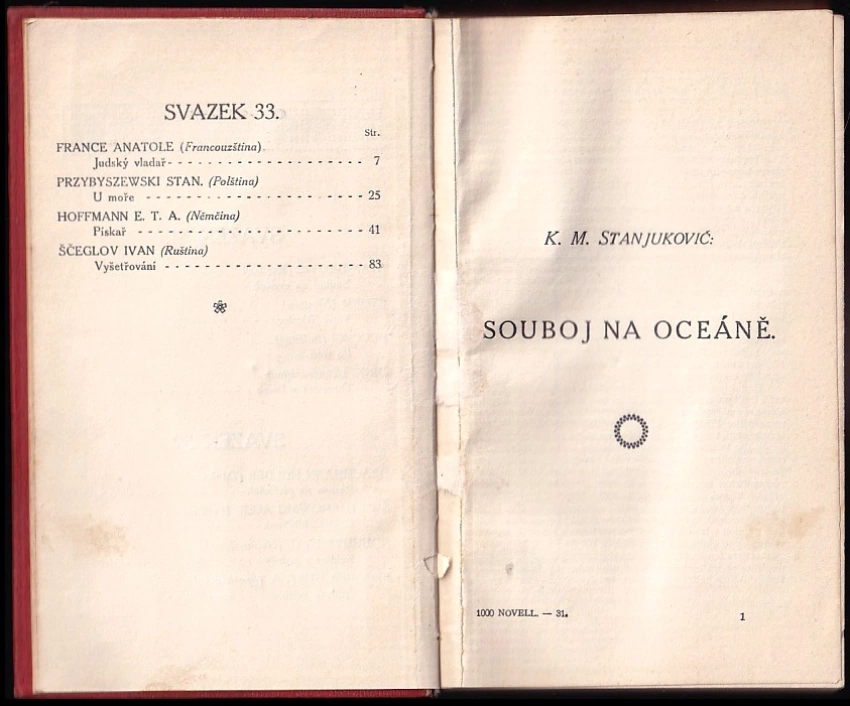 SVAZEK 33.
Str.
FRANCE ANATOLE (Francouzština).
Judský vladař - - - - - - - - - - - - - - - - - - - - 7
PRZYBYSZEWSKI STAN. (Polština)
U moře - - - - - - - - - - - - - - - - - - - - - - - 25
HOFFMANN E. T. A. (Němčina)
Pískař - - - - - - - - - - - - - - - - - - - - - - - 41
ŠČEGLOV IVAN (Ruština)
Vyšetřování - - - - - - - - - - - - - - - - - - - - 83
K. M. STANJUKOVIĆ:
SOUBOJ NA OCEÁNĚ.
1000 NOVELL. — 31.
1